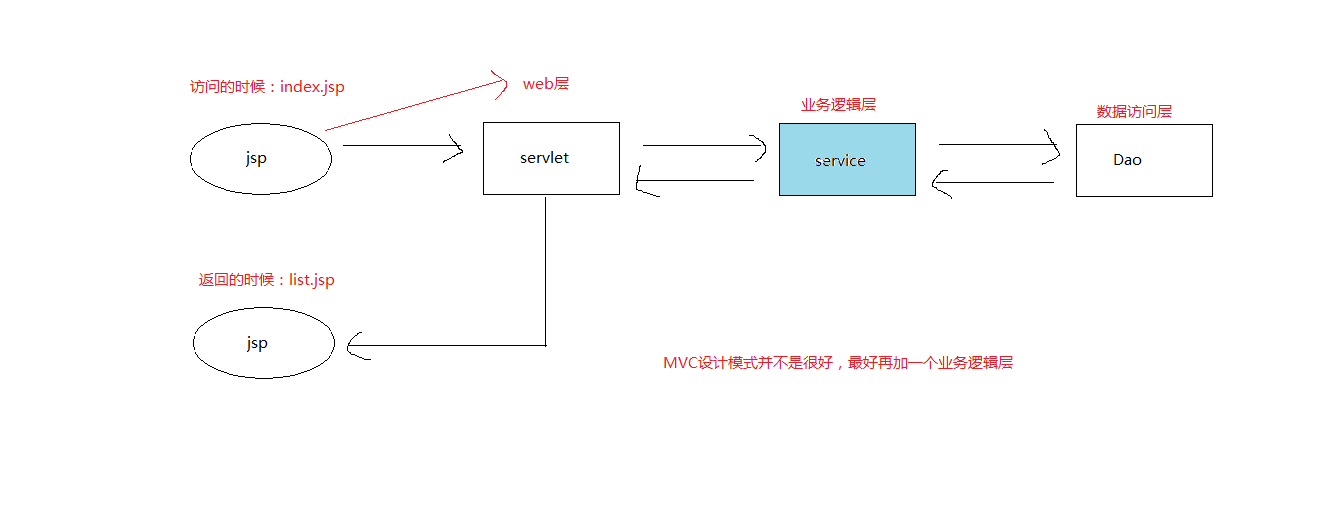 访问的时候：index.jsp
web层
业务逻辑层
数据访问层
jsp
servlet
service
Dao
返回的时候：list.jsp
jsp
MVC设计模式并不是很好，最好再加一个业务逻辑层